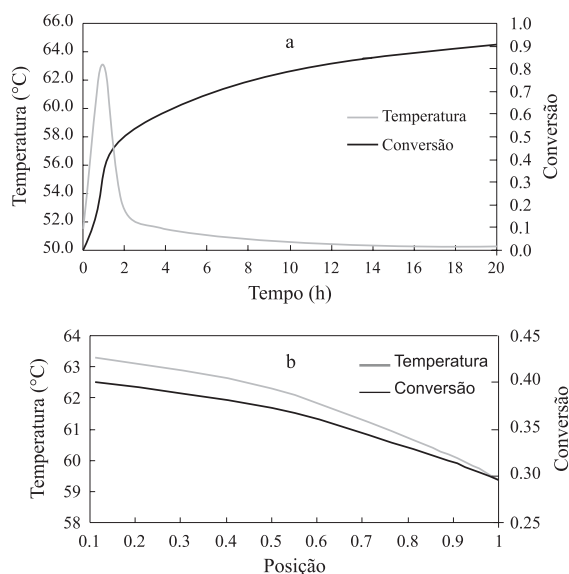 a
66.0
64.0
62.0
60.0
58.0
56.0
54.0
52.0
50.0
Temperatura (°C)
1.0
0.9
0.8
0.7
0.6
0.5
0.4
0.3
0.2
0.1
0.0
Conversão
Temperatura
Conversão
0 2 4 6 8 10 12 14 16 18 20
Tempo (h)
b
64
63
62
61
60
59
58
Temperatura (°C)
0.45
0.40
0.35
0.30
0.25
Conversão
Temperatura
Conversão
0.1 0.2 0.3 0.4 0.5 0.6 0.7 0.8 0.9 1
Posição